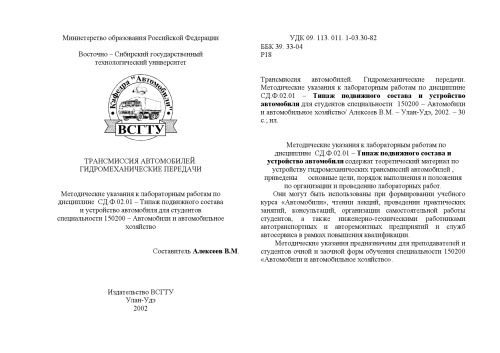 Министерство образования Российской Федерации
Восточно – Сибирский государственный
технологический университет
Кафедра "Автомобили"
ВСГТУ
ТРАНСМИССИЯ АВТОМОБИЛЕЙ.
ГИДРОМЕХАНИЧЕСКИЕ ПЕРЕДАЧИ
Методические указания к лабораторным работам по
дисциплине СД.Ф.02.01 – Типаж подвижного состава
и устройство автомобиля для студентов
специальности 150200 – Автомобили и автомобильное
хозяйство
Составитель Алексеев В.М.
Издательство ВСГТУ
Улан-Удэ
2002
УДК 09. 113. 011. 1-03.30-82
ББК 39. 33-04
Р18
Трансмиссия автомобилей. Гидромеханические передачи.
Методические указания к лабораторным работам по дисциплине
СД.Ф.02.01 – Типаж подвижного состава и устройство
автомобиля для студентов специальности 150200 – Автомобили
и автомобильное хозяйство/ Алексеев В.М. – Улан-Удэ, 2002. – 30
с.; ил.
Методические указания к лабораторным работам по
дисциплине СД.Ф.02.01 – Типаж подвижного состава и
устройство автомобиля содержат теоретический материал по
устройству гидромеханических трансмиссий автомобилей ,
приведены основные цели, порядок выполнения и положения
по организации и проведению лабораторных работ.
Они могут быть использованы при формировании учебного
курса «Автомобили», чтении лекций, проведении практических
занятий, консультаций, организации самостоятельной работы
студентов, а также инженерно-техническими работниками
автотранспортных и авторемонтных предприятий и служб
автосервиса в рамках повышения квалификации.
Методические указания предназначены для преподавателей и
студентов очной и заочной форм обучения специальности 150200
«Автомобили и автомобильное хозяйство».